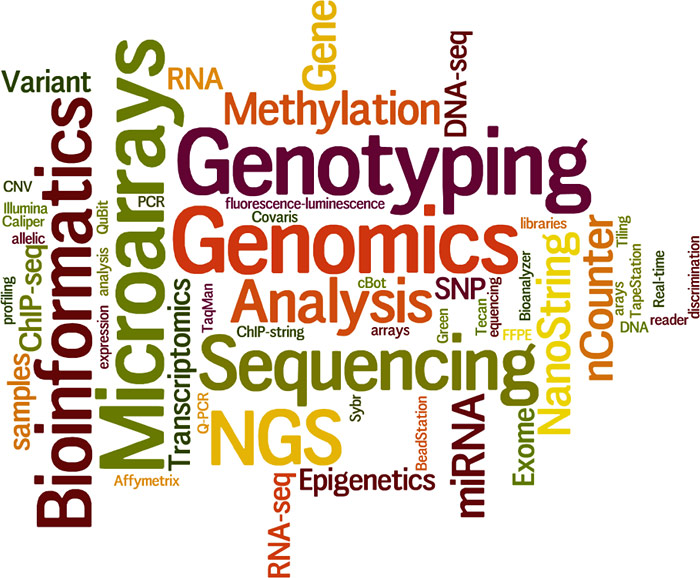 Gene
DNA-seq
Variant
RNA
Methylation
Microarrays
Bioinformatics
Genotyping
CNV
PCR
fluorescence-luminescence
Illumina
QuBit
Covaris
Caliper
allelic
Genomics
libraries
nCounter
Tiling
NanoString
ChIP-seq
profiling
analysis
Analysis
cBot
SNP
Bioanalyzer
TapeStation
Real-time
discrimination
Transcriptomics
TaqMan
expression
ChIP-string
arrays
Green
Tecan
equencing
FFPE
arrays
DNA
reader
Sequencing
samples
Q-PCR
NGS
Sybr
BeadStation
miRNA
Exome
Affymetrix
RNA-seq
Epigenetics